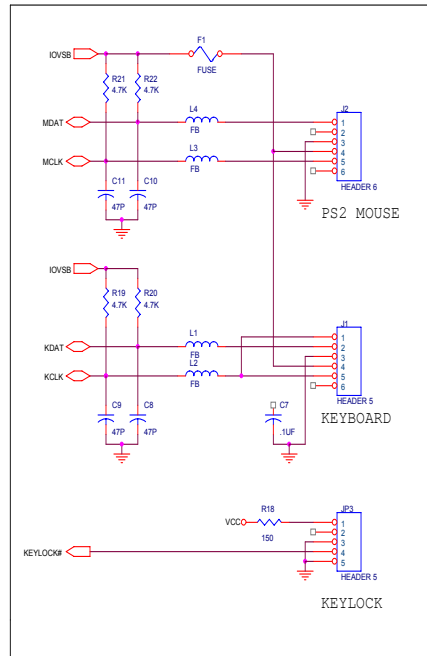 IOVSB
F1
FUSE
R21
4.7K
R22
4.7K
J2
MDAT
L4
FB
1
2
3
4
5
6
MCLK
L3
FB
HEADER 6
C11
47P
C10
47P
PS2 MOUSE
IOVSB
R19
4.7K
R20
4.7K
J1
KDAT
L1
FB
1
2
3
4
5
6
KCLK
L2
FB
HEADER 5
C9
47P
C8
47P
C7
.1UF
KEYBOARD
JP3
VCC
R18
150
1
2
3
4
5
KEYLOCK#
HEADER 5
KEYLOCK